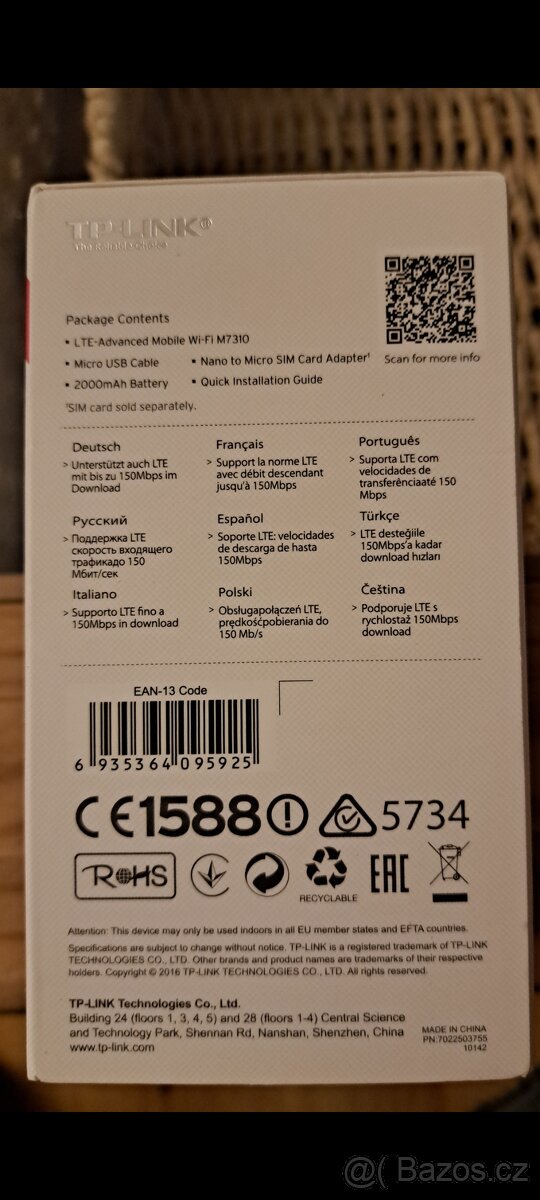 TP-LINK®
The Reliable Choice
Package Contents
• LTE-Advanced Mobile Wi-Fi M7310
• Micro USB Cable
• Nano to Micro SIM Card Adapter¹
• 2000mAh Battery
• Quick Installation Guide
¹SIM card sold separately.
Scan for more info
Deutsch
> Unterstützt auch LTE
mit bis zu 150Mbps im
Download
Français
> Support la norme LTE
avec débit descendant
jusqu'à 150Mbps
Português
> Suporta LTE com
velocidades de
transferênciaaté 150
Mbps
Русский
> Поддержка LTE
скорость входящего
трафикадо 150
Мбит/сек
Español
> Soporte LTE: velocidades
de descarga de hasta
150Mbps
Türkçe
> LTE desteğiile
150Mbps'a kadar
download hızları
Italiano
> Supporto LTE fino a
150Mbps in download
Polski
> Obsługapołączeń LTE,
prędkośćpobierania do
150 Mb/s
Čeština
> Podporuje LTE s
rychlostaž 150Mbps
download
EAN-13 Code
6 935364 095925
CE1588 5734
RoHS
RECYCLABLE
EAC
Attention: This device may only be used indoors in all EU member states and EFTA countries.
Specifications are subject to change without notice. TP-LINK is a registered trademark of TP-LINK
TECHNOLOGIES CO., LTD. Other brands and product names are trademarks of their respective
holders. Copyright © 2016 TP-LINK TECHNOLOGIES CO., LTD. All rights reserved.
TP-LINK Technologies Co., Ltd.
Building 24 (floors 1, 3, 4, 5) and 28 (floors 1-4) Central Science
and Technology Park, Shennan Rd, Nanshan, Shenzhen, China
www.tp-link.com
MADE IN CHINA
PN:7022503755
10142
@( Bazos.cz